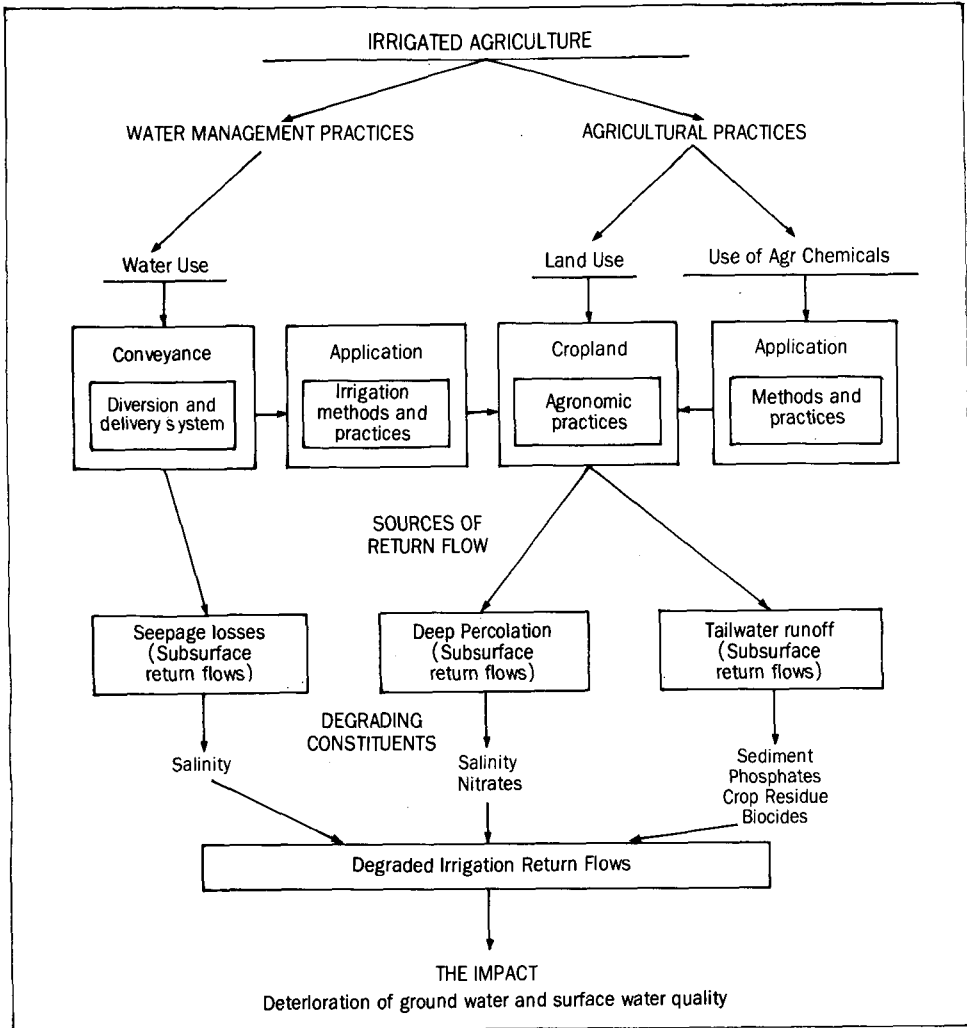 IRRIGATED AGRICULTURE
WATER MANAGEMENT PRACTICES
AGRICULTURAL PRACTICES
Water Use
Land Use
Use of Agr Chemicals
Conveyance
Diversion and
delivery system
Application
Irrigation
methods and
practices
Cropland
Agronomic
practices
Application
Methods and
practices
SOURCES OF
RETURN FLOW
Seepage losses
(Subsurface
return flows)
Deep Percolation
(Subsurface
return flows)
Tailwater runoff
(Subsurface
return flows)
DEGRADING
CONSTITUENTS
Salinity
Salinity
Nitrates
Sediment
Phosphates
Crop Residue
Biocides
Degraded Irrigation Return Flows
THE IMPACT
Deterloration of ground water and surface water quality